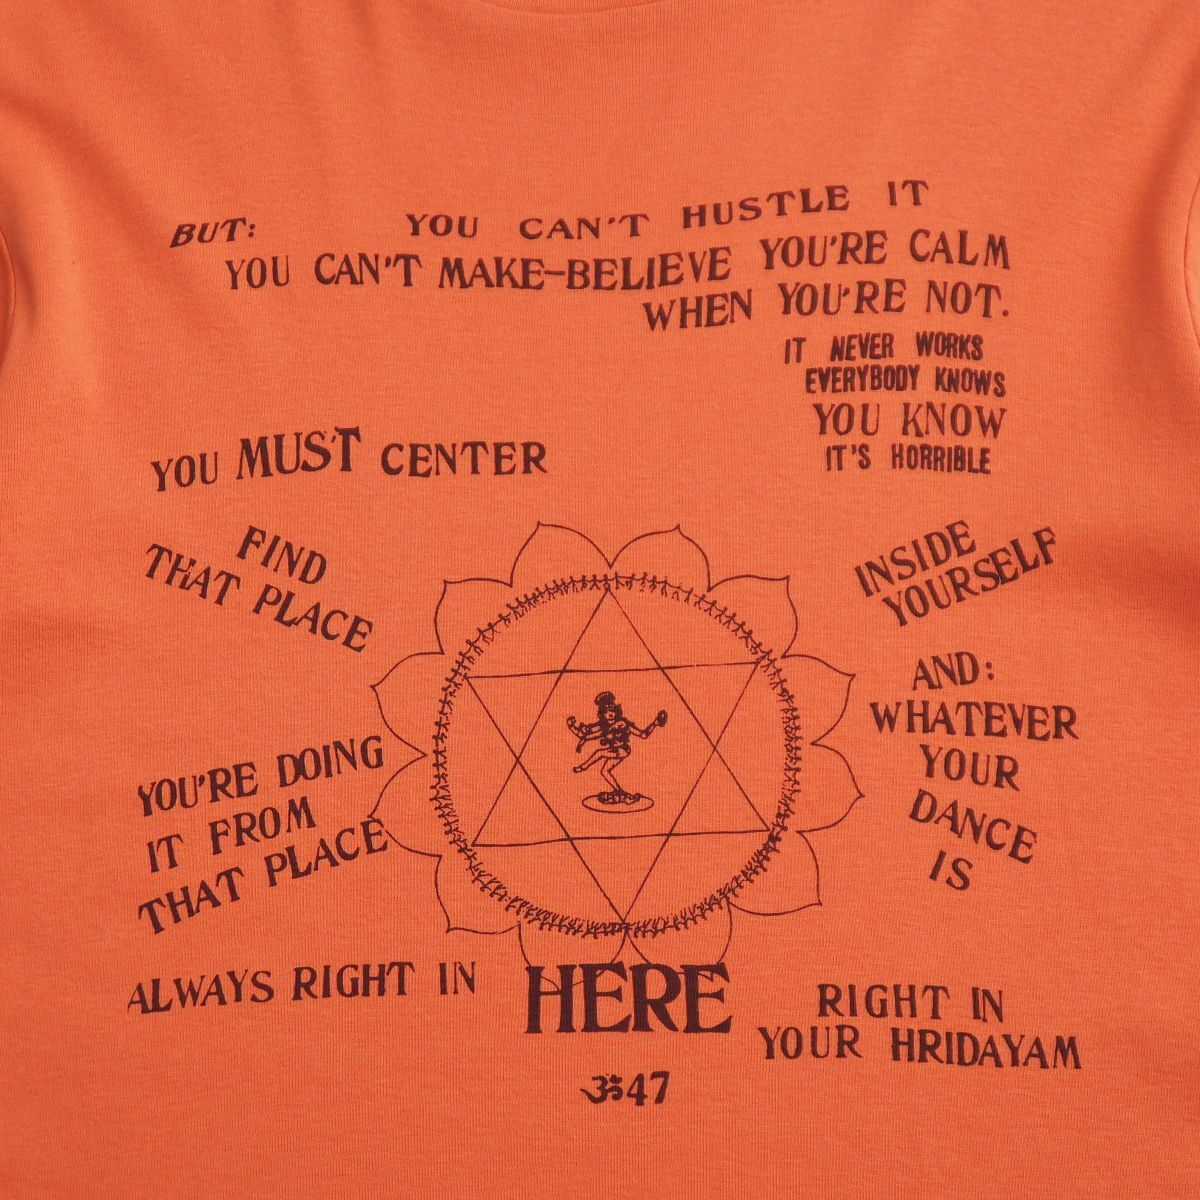 BUT: YOU CAN'T HUSTLE IT
YOU CAN'T MAKE-BELIEVE YOU'RE CALM
WHEN YOU'RE NOT.
IT NEVER WORKS
EVERYBODY KNOWS
YOU KNOW
IT'S HORRIBLE
YOU MUST CENTER
FIND
THAT PLACE
INSIDE
YOURSELF
AND:
WHATEVER
YOUR
DANCE
IS
YOU'RE DOING
IT FROM
THAT PLACE
ALWAYS RIGHT IN
HERE
RIGHT IN
YOUR HRIDAYAM
ॐ47